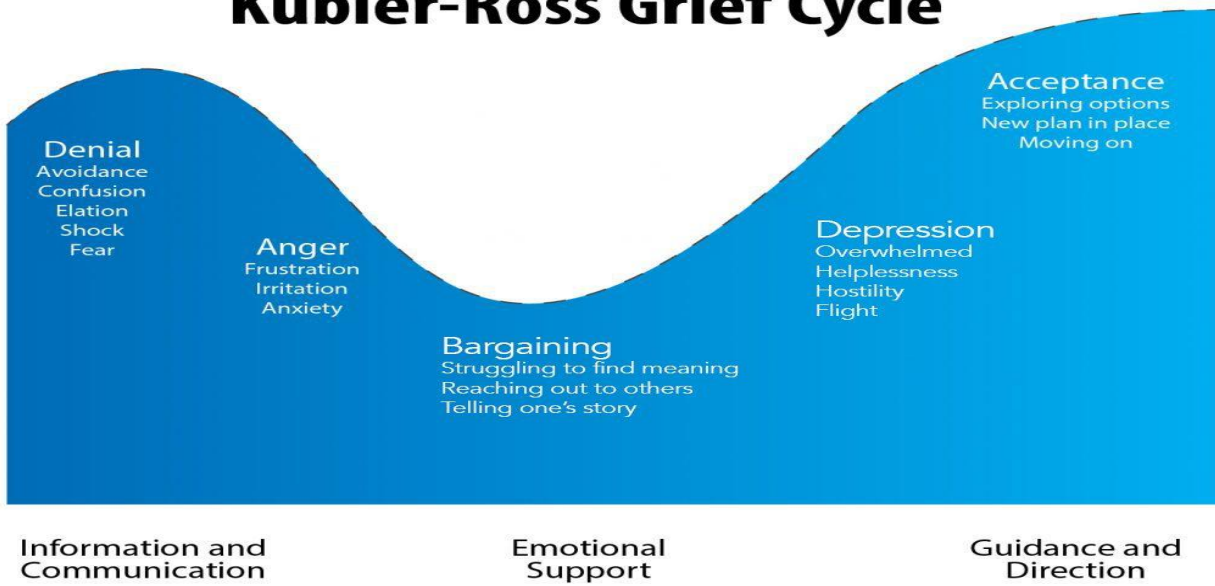 Kubler-Ross Grief Cycle
Denial
Avoidance
Confusion
Elation
Shock
Fear
Anger
Frustration
Irritation
Anxiety
Bargaining
Struggling to find meaning
Reaching out to others
Telling one's story
Depression
Overwhelmed
Helplessness
Hostility
Flight
Acceptance
Exploring options
New plan in place
Moving on
Information and
Communication
Emotional
Support
Guidance and
Direction